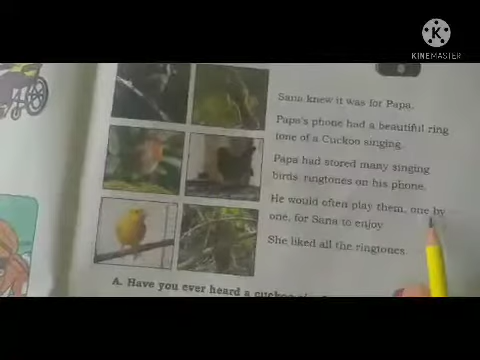 KINEMASTER
Sana knew it was for Papa.
Papa's phone had a beautiful ring
tone of a Cuckoo singing.
Papa had stored many singing
birds ringtones on his phone.
He would often play them, one by
one, for Sana to enjoy.
She liked all the ringtones.
A. Have you ever heard a cuckoo